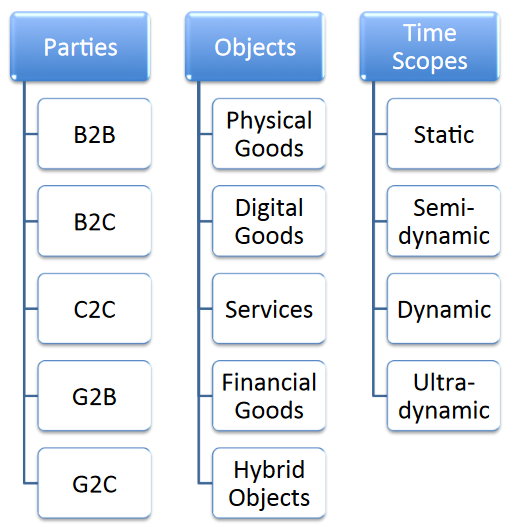 Parties
B2B
B2C
C2C
G2B
G2C
Objects
Physical
Goods
Digital
Goods
Services
Financial
Goods
Hybrid
Objects
Time
Scopes
Static
Semi-
dynamic
Dynamic
Ultra-
dynamic